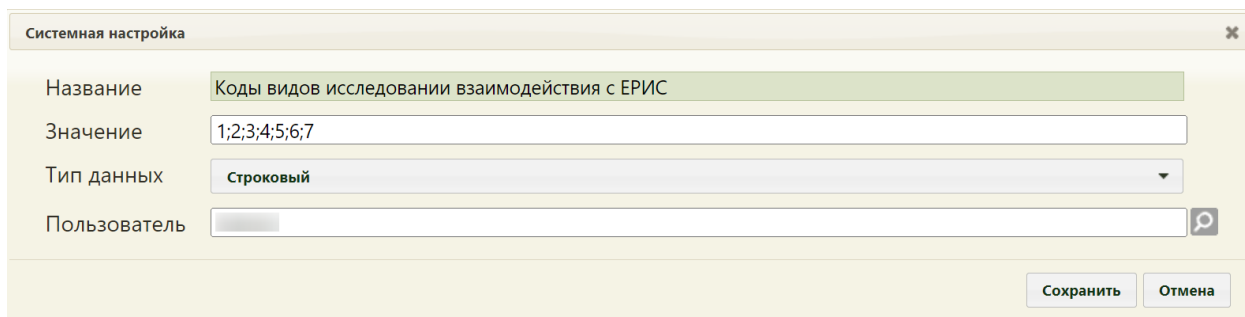 Системная настройка
Название Коды видов исследовании взаимодействия с ЕРИС
Значение 1;2;3;4;5;6;7
Тип данных Строковый
Пользователь
Сохранить Отмена